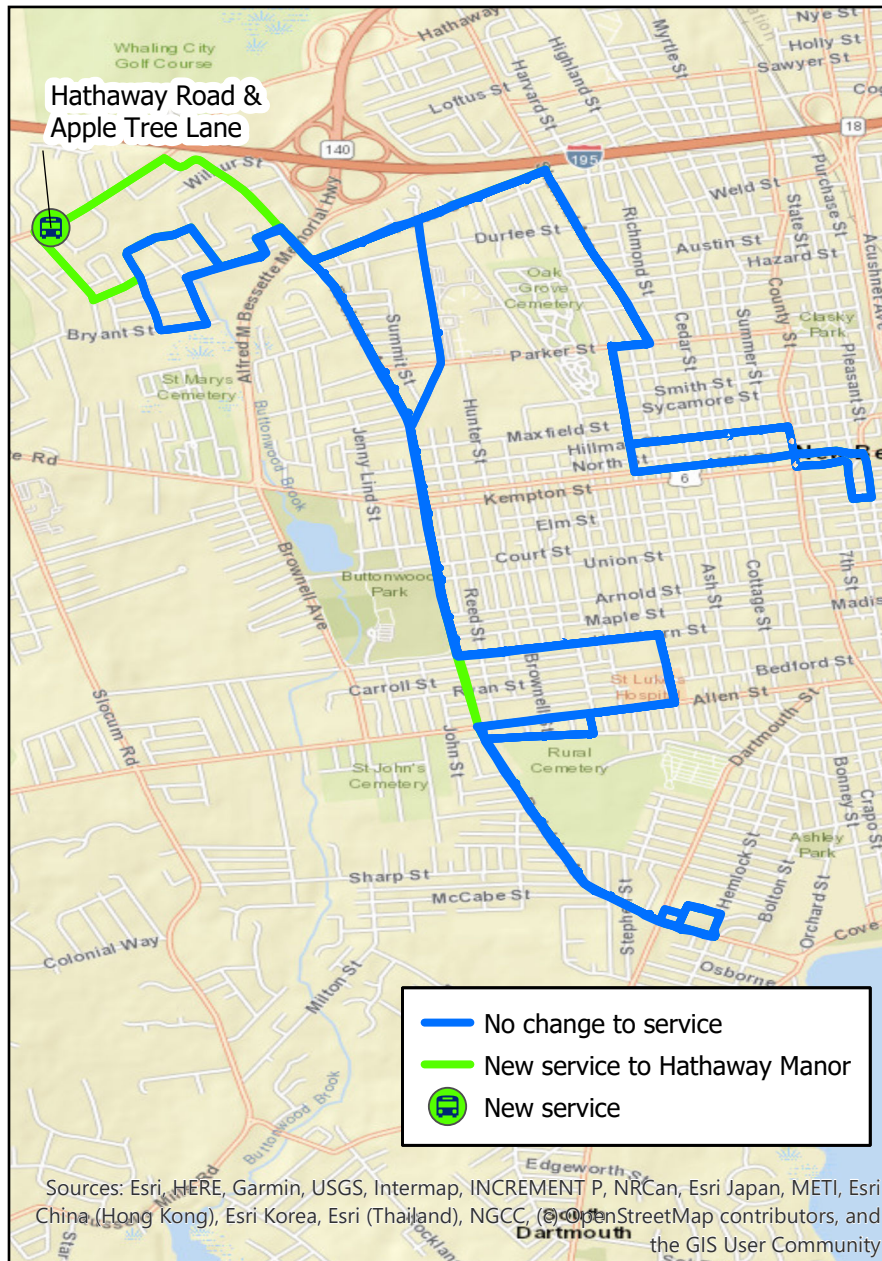 Whaling City
Golf Course
Hathaway
Nye St
Holly St
Sawyer St
Myrtle St
Highland St
Harvard St
Loftus St
Hathaway Road &
Apple Tree Lane
18
140
195
Wilbur St
Purchase St
Weld St
State St
Richmond St
Durfee St
Austin St
Hazard St
Acushnet Ave
Alfred M Bessette Memorial Hwy
Oak
Grove
Cemetery
County St
Clasky
Park
Bryant St
Summit St
Parker St
Cedar St
Summer St
Pleasant St
St Marys
Cemetery
Smith St
Sycamore St
Hunter St
Maxfield St
Jenny Lind St
North St
Buttonwood
Brook
6
Kempton St
Elm St
Court St
Union St
7th St
Brownell Ave
Buttonwood
Park
Reed St
Arnold St
Ash St
Cottage St
Maple St
Slocum Rd
Carroll St
Ryan St
Brownell St
St Luke's
Hospital
Bedford St
Allen St
Dartmouth St
John St
St John's
Cemetery
Rural
Cemetery
Bonney St
Crapo St
Ashley
Park
Sharp St
McCabe St
Hemlock St
Bolton St
Orchard St
Cove
Colonial Way
Milton St
Osborne
No change to service
New service to Hathaway Manor
New service
Buttonwood Brook
Edgeworth St
Sources: Esri, HERE, Garmin, USGS, Intermap, INCREMENT P, NRCan, Esri Japan, METI, Esri
China (Hong Kong), Esri Korea, Esri (Thailand), NGCC, (c) OpenStreetMap contributors, and
the GIS User Community
South
Dartmouth